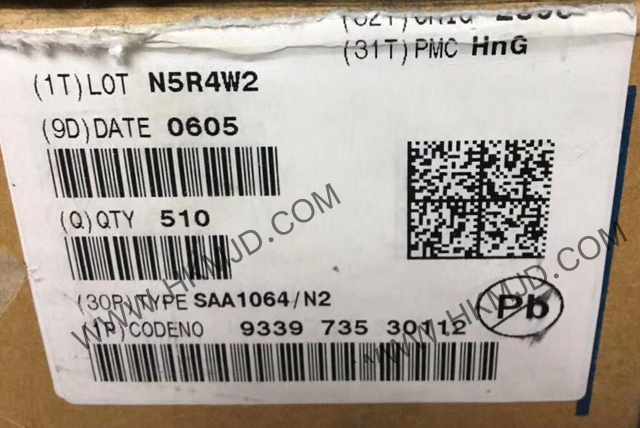 (31T) PMC HnG
(1T) LOT N5R4W2
(9D) DATE 0605
(Q) QTY 510
(30P) TYPE SAA1064/N2
(1P) CODENO 9339 735 30112
Pb
WWW.HKMJD.COM
WWW.HKMJD.COM